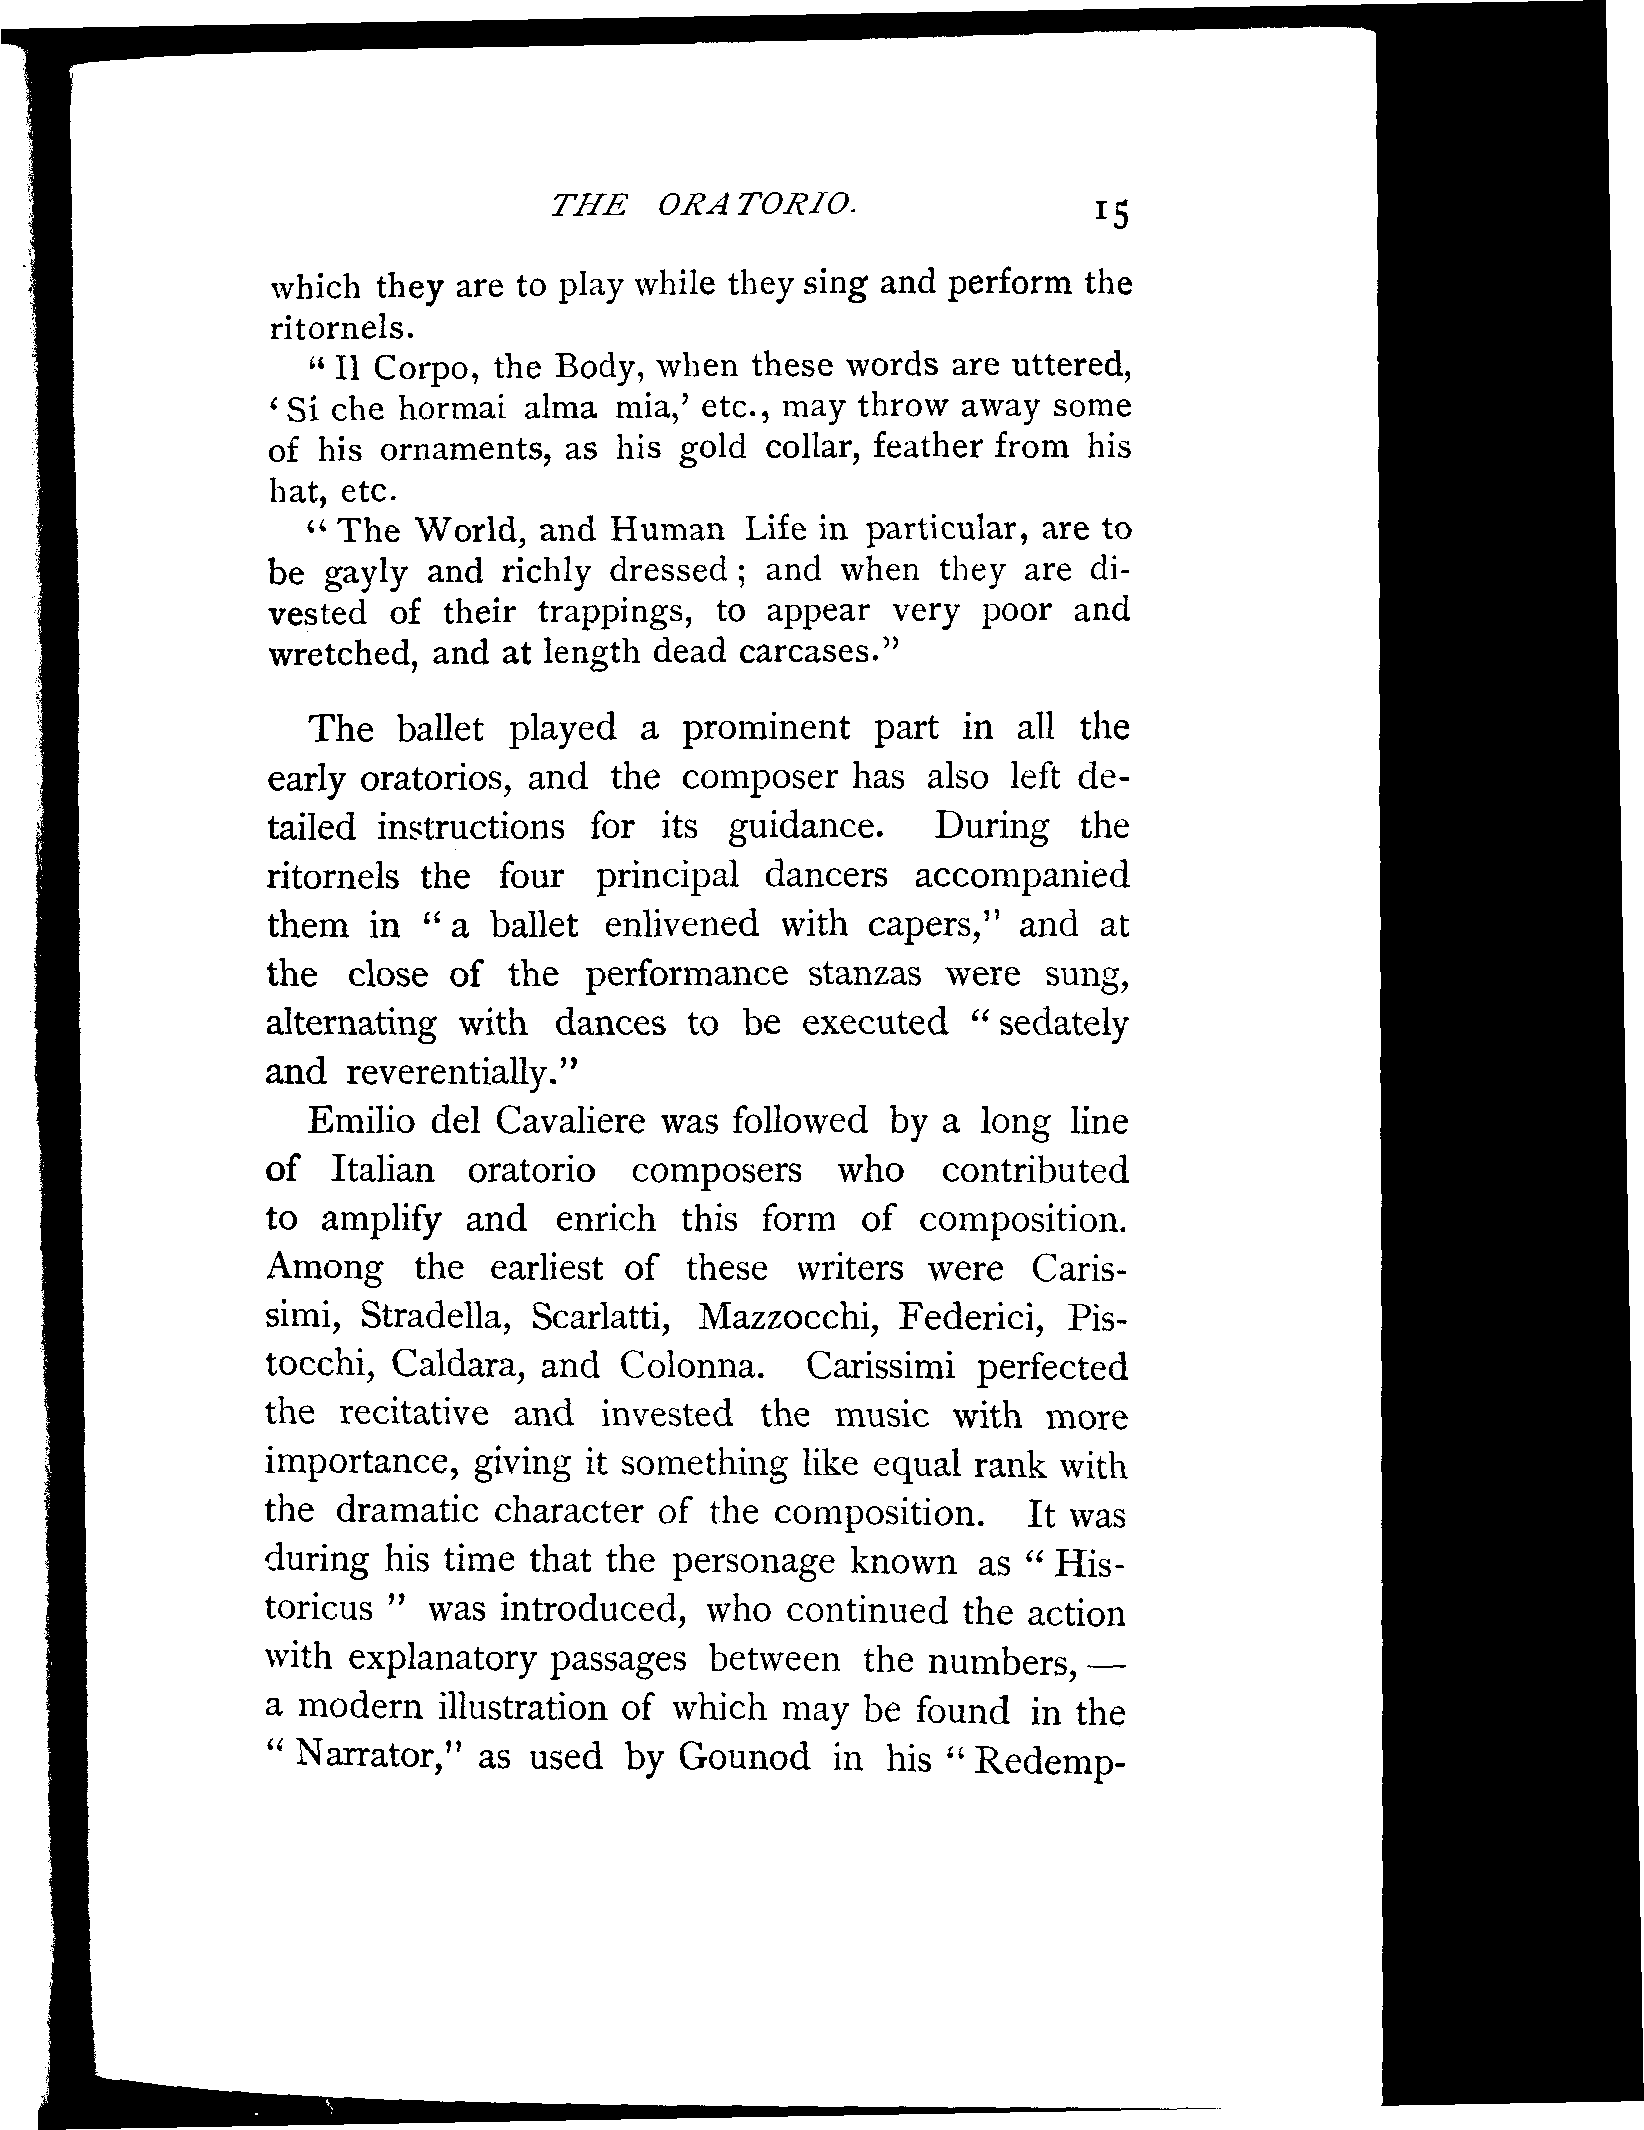 THE ORATORIO. 15
which they are to play while they sing and perform the
ritornels.
“ Il Corpo, the Body, when these words are uttered,
‘ Si che hormai alma mia,’ etc., may throw away some
of his ornaments, as his gold collar, feather from his
hat, etc.
“ The World, and Human Life in particular, are to
be gayly and richly dressed ; and when they are di-
vested of their trappings, to appear very poor and
wretched, and at length dead carcases.”
The ballet played a prominent part in all the
early oratorios, and the composer has also left de-
tailed instructions for its guidance. During the
ritornels the four principal dancers accompanied
them in “ a ballet enlivened with capers,” and at
the close of the performance stanzas were sung,
alternating with dances to be executed “ sedately
and reverentially.”
Emilio del Cavaliere was followed by a long line
of Italian oratorio composers who contributed
to amplify and enrich this form of composition.
Among the earliest of these writers were Caris-
simi, Stradella, Scarlatti, Mazzocchi, Federici, Pis-
tocchi, Caldara, and Colonna. Carissimi perfected
the recitative and invested the music with more
importance, giving it something like equal rank with
the dramatic character of the composition. It was
during his time that the personage known as “ His-
toricus ” was introduced, who continued the action
with explanatory passages between the numbers, —
a modern illustration of which may be found in the
“ Narrator,” as used by Gounod in his “ Redemp-